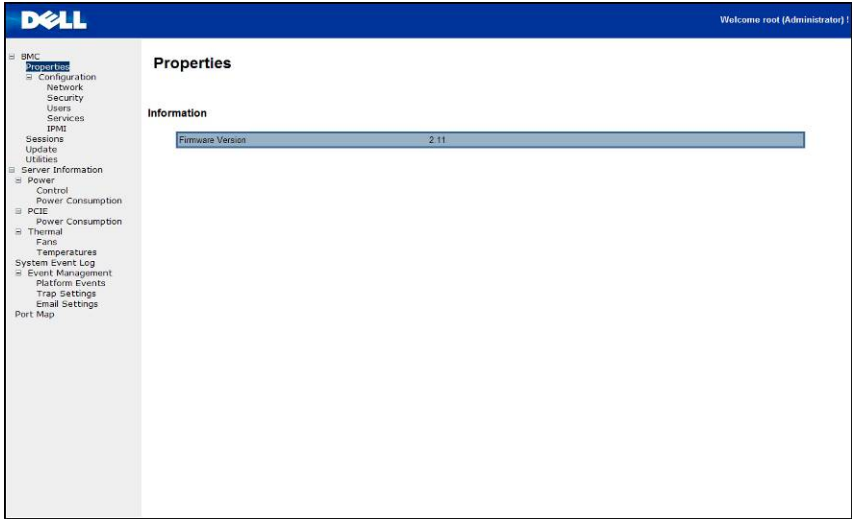 DELL
Welcome root (Administrator) !
BMC
Properties
Configuration
Network
Security
Users
Services
IPMI
Sessions
Update
Utilities
Server Information
Power
Control
Power Consumption
PCIE
Power Consumption
Thermal
Fans
Temperatures
System Event Log
Event Management
Platform Events
Trap Settings
Email Settings
Port Map
Properties
Information
Firmware Version 2.11